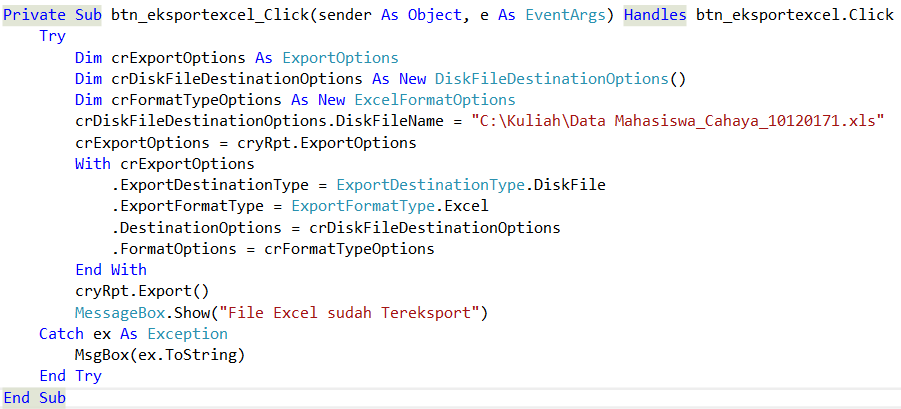 Private Sub btn_eksportexcel_Click(sender As Object, e As EventArgs) Handles btn_eksportexcel.Click
    Try
        Dim crExportOptions As ExportOptions
        Dim crDiskFileDestinationOptions As New DiskFileDestinationOptions()
        Dim crFormatTypeOptions As New ExcelFormatOptions
        crDiskFileDestinationOptions.DiskFileName = "C:\Kuliah\Data Mahasiswa_Cahaya_10120171.xls"
        crExportOptions = cryRpt.ExportOptions
        With crExportOptions
            .ExportDestinationType = ExportDestinationType.DiskFile
            .ExportFormatType = ExportFormatType.Excel
            .DestinationOptions = crDiskFileDestinationOptions
            .FormatOptions = crFormatTypeOptions
        End With
        cryRpt.Export()
        MessageBox.Show("File Excel sudah Tereksport")
    Catch ex As Exception
        MsgBox(ex.ToString)
    End Try
End Sub